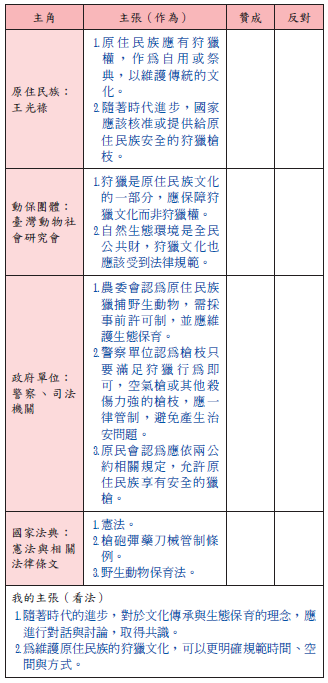 主角 主張（作為） 贊成 反對
原住民族：
王光祿
1.原住民族應有狩獵
權，作為自用或祭
典，以維護傳統的文
化。
2.隨著時代進步，國家
應該核准或提供給原
住民族安全的狩獵槍
枝。
動保團體：
臺灣動物社
會研究會
1.狩獵是原住民族文化
的一部分，應保障狩
獵文化而非狩獵權。
2.自然生態環境是全民
公共財，狩獵文化也
應該受到法律規範。
政府單位：
警察、司法
機關
1.農委會認為原住民族
獵捕野生動物，需採
事前許可制，並應維
護生態保育。
2.警察單位認為槍枝只
要滿足狩獵行為即
可，空氣槍或其他殺
傷力強的槍枝，應一
律管制，避免產生治
安問題。
3.原民會認為應依兩公
約相關規定，允許原
住民族享有安全的獵
槍。
國家法典：
憲法與相關
法律條文
1.憲法。
2.槍砲彈藥刀械管制條
例。
3.野生動物保育法。
我的主張（看法）
1.隨著時代的進步，對於文化傳承與生態保育的理念，應
進行對話與討論，取得共識。
2.為維護原住民族的狩獵文化，可以更明確規範時間、空
間與方式。